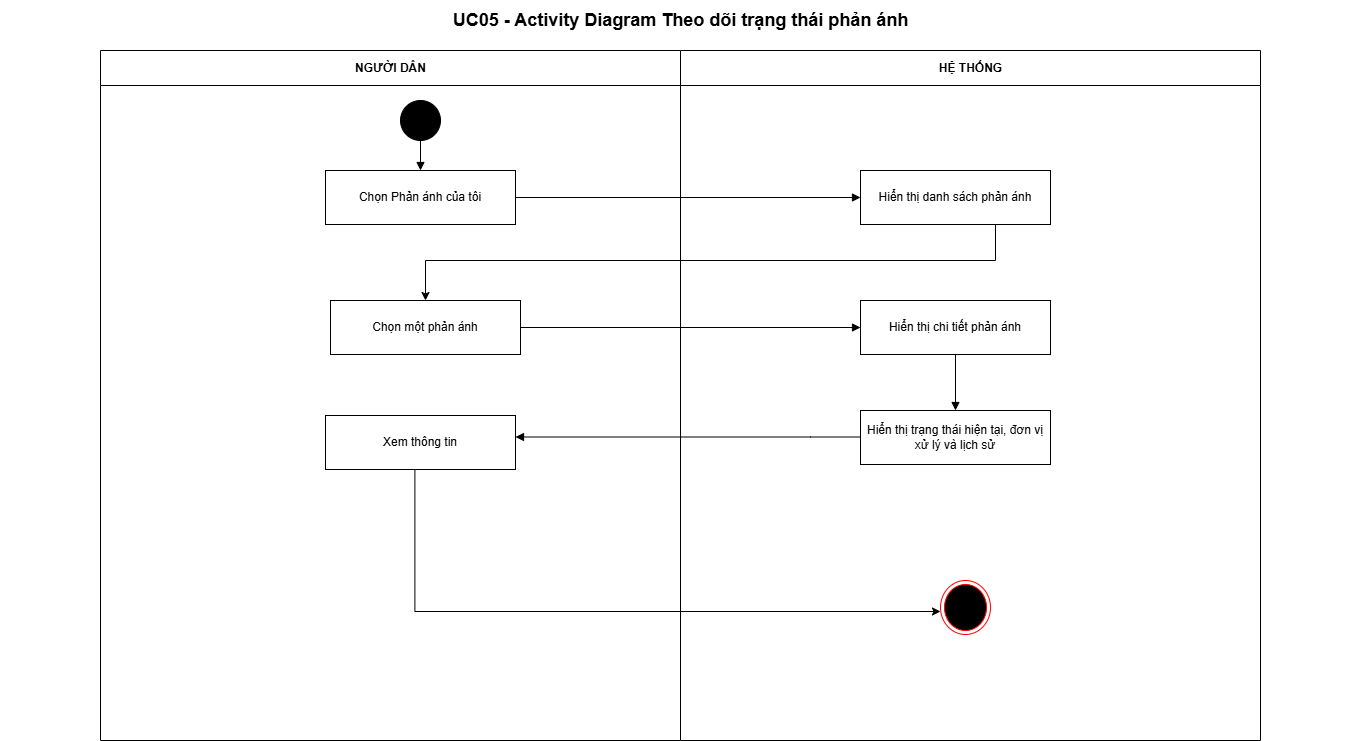 UC05 - Activity Diagram Theo dõi trạng thái phản ánh
NGƯỜI DÂN
HỆ THỐNG
Chọn Phản ánh của tôi
Hiển thị danh sách phản ánh
Chọn một phản ánh
Hiển thị chi tiết phản ánh
Hiển thị trạng thái hiện tại, đơn vị
xử lý và lịch sử
Xem thông tin